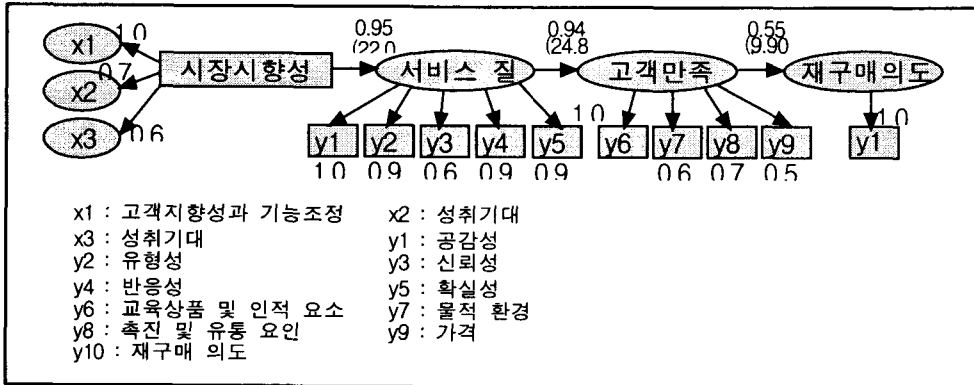 1.0 0.95 0.94 0.55
x1 (22.0 (24.8 (9.90
시장시향성 서비스 질 고객만족 재구매의도
0.7
x2
x3 0.6 1.0 1.0
y1 y2 y3 y4 y5 y6 y7 y8 y9 y1
1.0 0.9 0.6 0.9 0.9 0.6 0.7 0.5
x1 : 고객지향성과 기능조정 x2 : 성취기대
x3 : 성취기대 y1 : 공감성
y2 : 유형성 y3 : 신뢰성
y4 : 반응성 y5 : 확실성
y6 : 교육상품 및 인적 요소 y7 : 물적 환경
y8 : 촉진 및 유통 요인 y9 : 가격
y10 : 재구매 의도